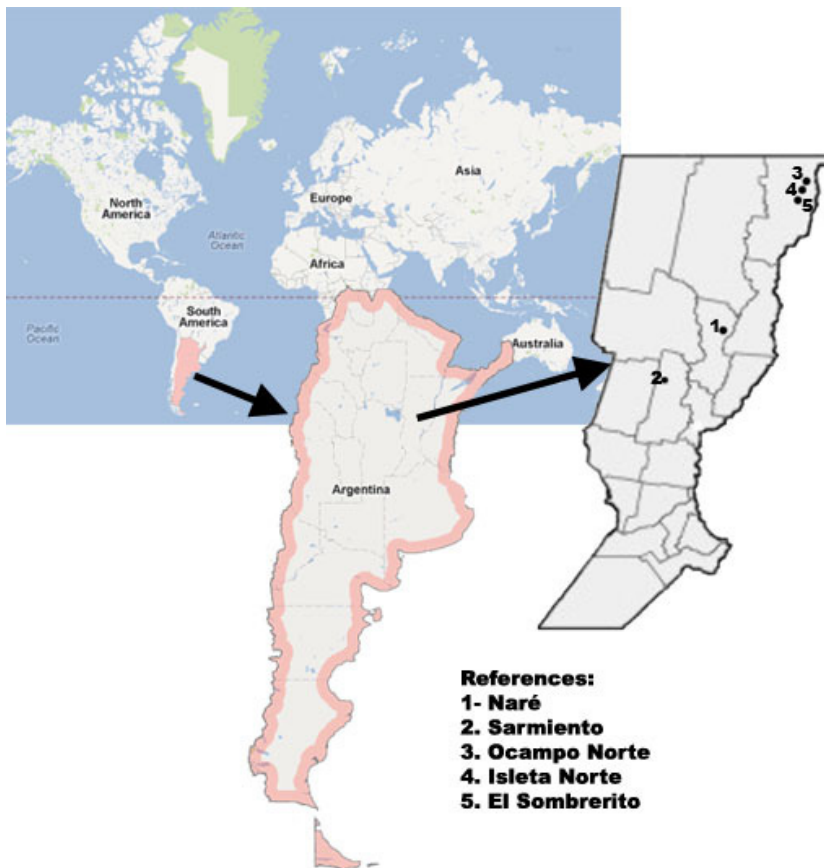 North
America
Atlantic
Ocean
Europe
Asia
Africa
South
America
Pacific
Ocean
Australia
Argentina
3
4
5
1
2
References:
1- Naré
2. Sarmiento
3. Ocampo Norte
4. Isleta Norte
5. El Sombrerito